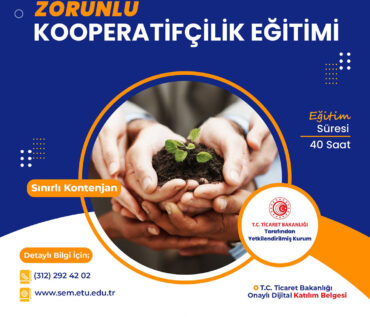 ZORUNLU
KOOPERATİFÇİLİK EĞİTİMİ
Eğitim
Süresi
40 Saat
Sınırlı Kontenjan
T.C. TİCARET BAKANLIĞI
Tarafından
Yetkilendirilmiş Kurum
Detaylı Bilgi İçin;
(312) 292 42 02
www.sem.etu.edu.tr
T.C. Ticaret Bakanlığı
Onaylı Dijital Katılım Belgesi